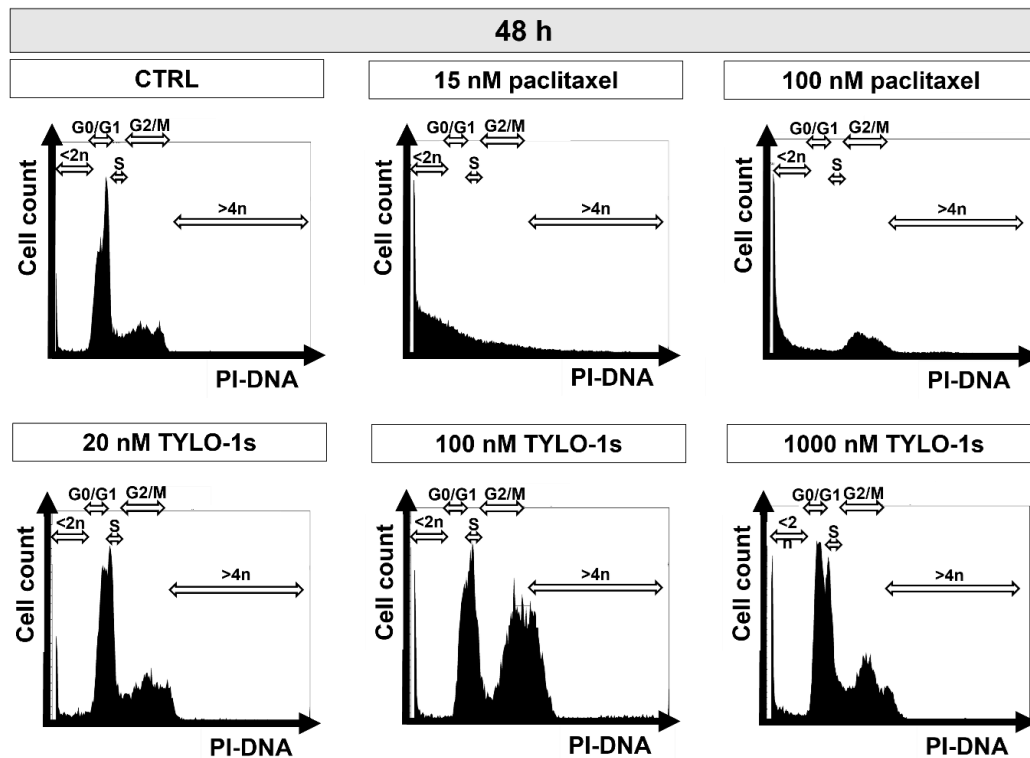 48 h
CTRL
15 nM paclitaxel
100 nM paclitaxel
G0/G1 G2/M
<2n
S
>4n
Cell count
PI-DNA
G0/G1 G2/M
<2n
S
>4n
Cell count
PI-DNA
G0/G1 G2/M
<2n
S
>4n
Cell count
PI-DNA
20 nM TYLO-1s
100 nM TYLO-1s
1000 nM TYLO-1s
G0/G1 G2/M
<2n
S
>4n
Cell count
PI-DNA
G0/G1 G2/M
<2n
S
>4n
Cell count
PI-DNA
G0/G1 G2/M
<2
n
S
>4n
Cell count
PI-DNA